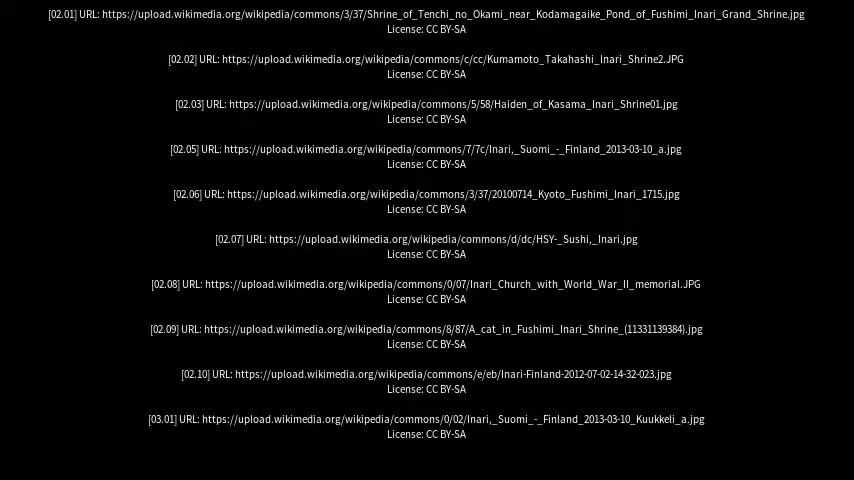 [02.01] URL: https://upload.wikimedia.org/wikipedia/commons/3/37/Shrine_of_Tenchi_no_Okami_near_Kodamagaike_Pond_of_Fushimi_Inari_Grand_Shrine.jpg
License: CC BY-SA
[02.02] URL: https://upload.wikimedia.org/wikipedia/commons/c/cc/Kumamoto_Takahashi_Inari_Shrine2.JPG
License: CC BY-SA
[02.03] URL: https://upload.wikimedia.org/wikipedia/commons/5/58/Haiden_of_Kasama_Inari_Shrine01.jpg
License: CC BY-SA
[02.05] URL: https://upload.wikimedia.org/wikipedia/commons/7/7c/Inari,_Suomi_-_Finland_2013-03-10_a.jpg
License: CC BY-SA
[02.06] URL: https://upload.wikimedia.org/wikipedia/commons/3/37/20100714_Kyoto_Fushimi_Inari_1715.jpg
License: CC BY-SA
[02.07] URL: https://upload.wikimedia.org/wikipedia/commons/d/dc/HSY-_Sushi,_Inari.jpg
License: CC BY-SA
[02.08] URL: https://upload.wikimedia.org/wikipedia/commons/0/07/Inari_Church_with_World_War_II_memorial.JPG
License: CC BY-SA
[02.09] URL: https://upload.wikimedia.org/wikipedia/commons/8/87/A_cat_in_Fushimi_Inari_Shrine_(11331139384).jpg
License: CC BY-SA
[02.10] URL: https://upload.wikimedia.org/wikipedia/commons/e/eb/Inari-Finland-2012-07-02-14-32-023.jpg
License: CC BY-SA
[03.01] URL: https://upload.wikimedia.org/wikipedia/commons/0/02/Inari,_Suomi_-_Finland_2013-03-10_Kuukkeli_a.jpg
License: CC BY-SA